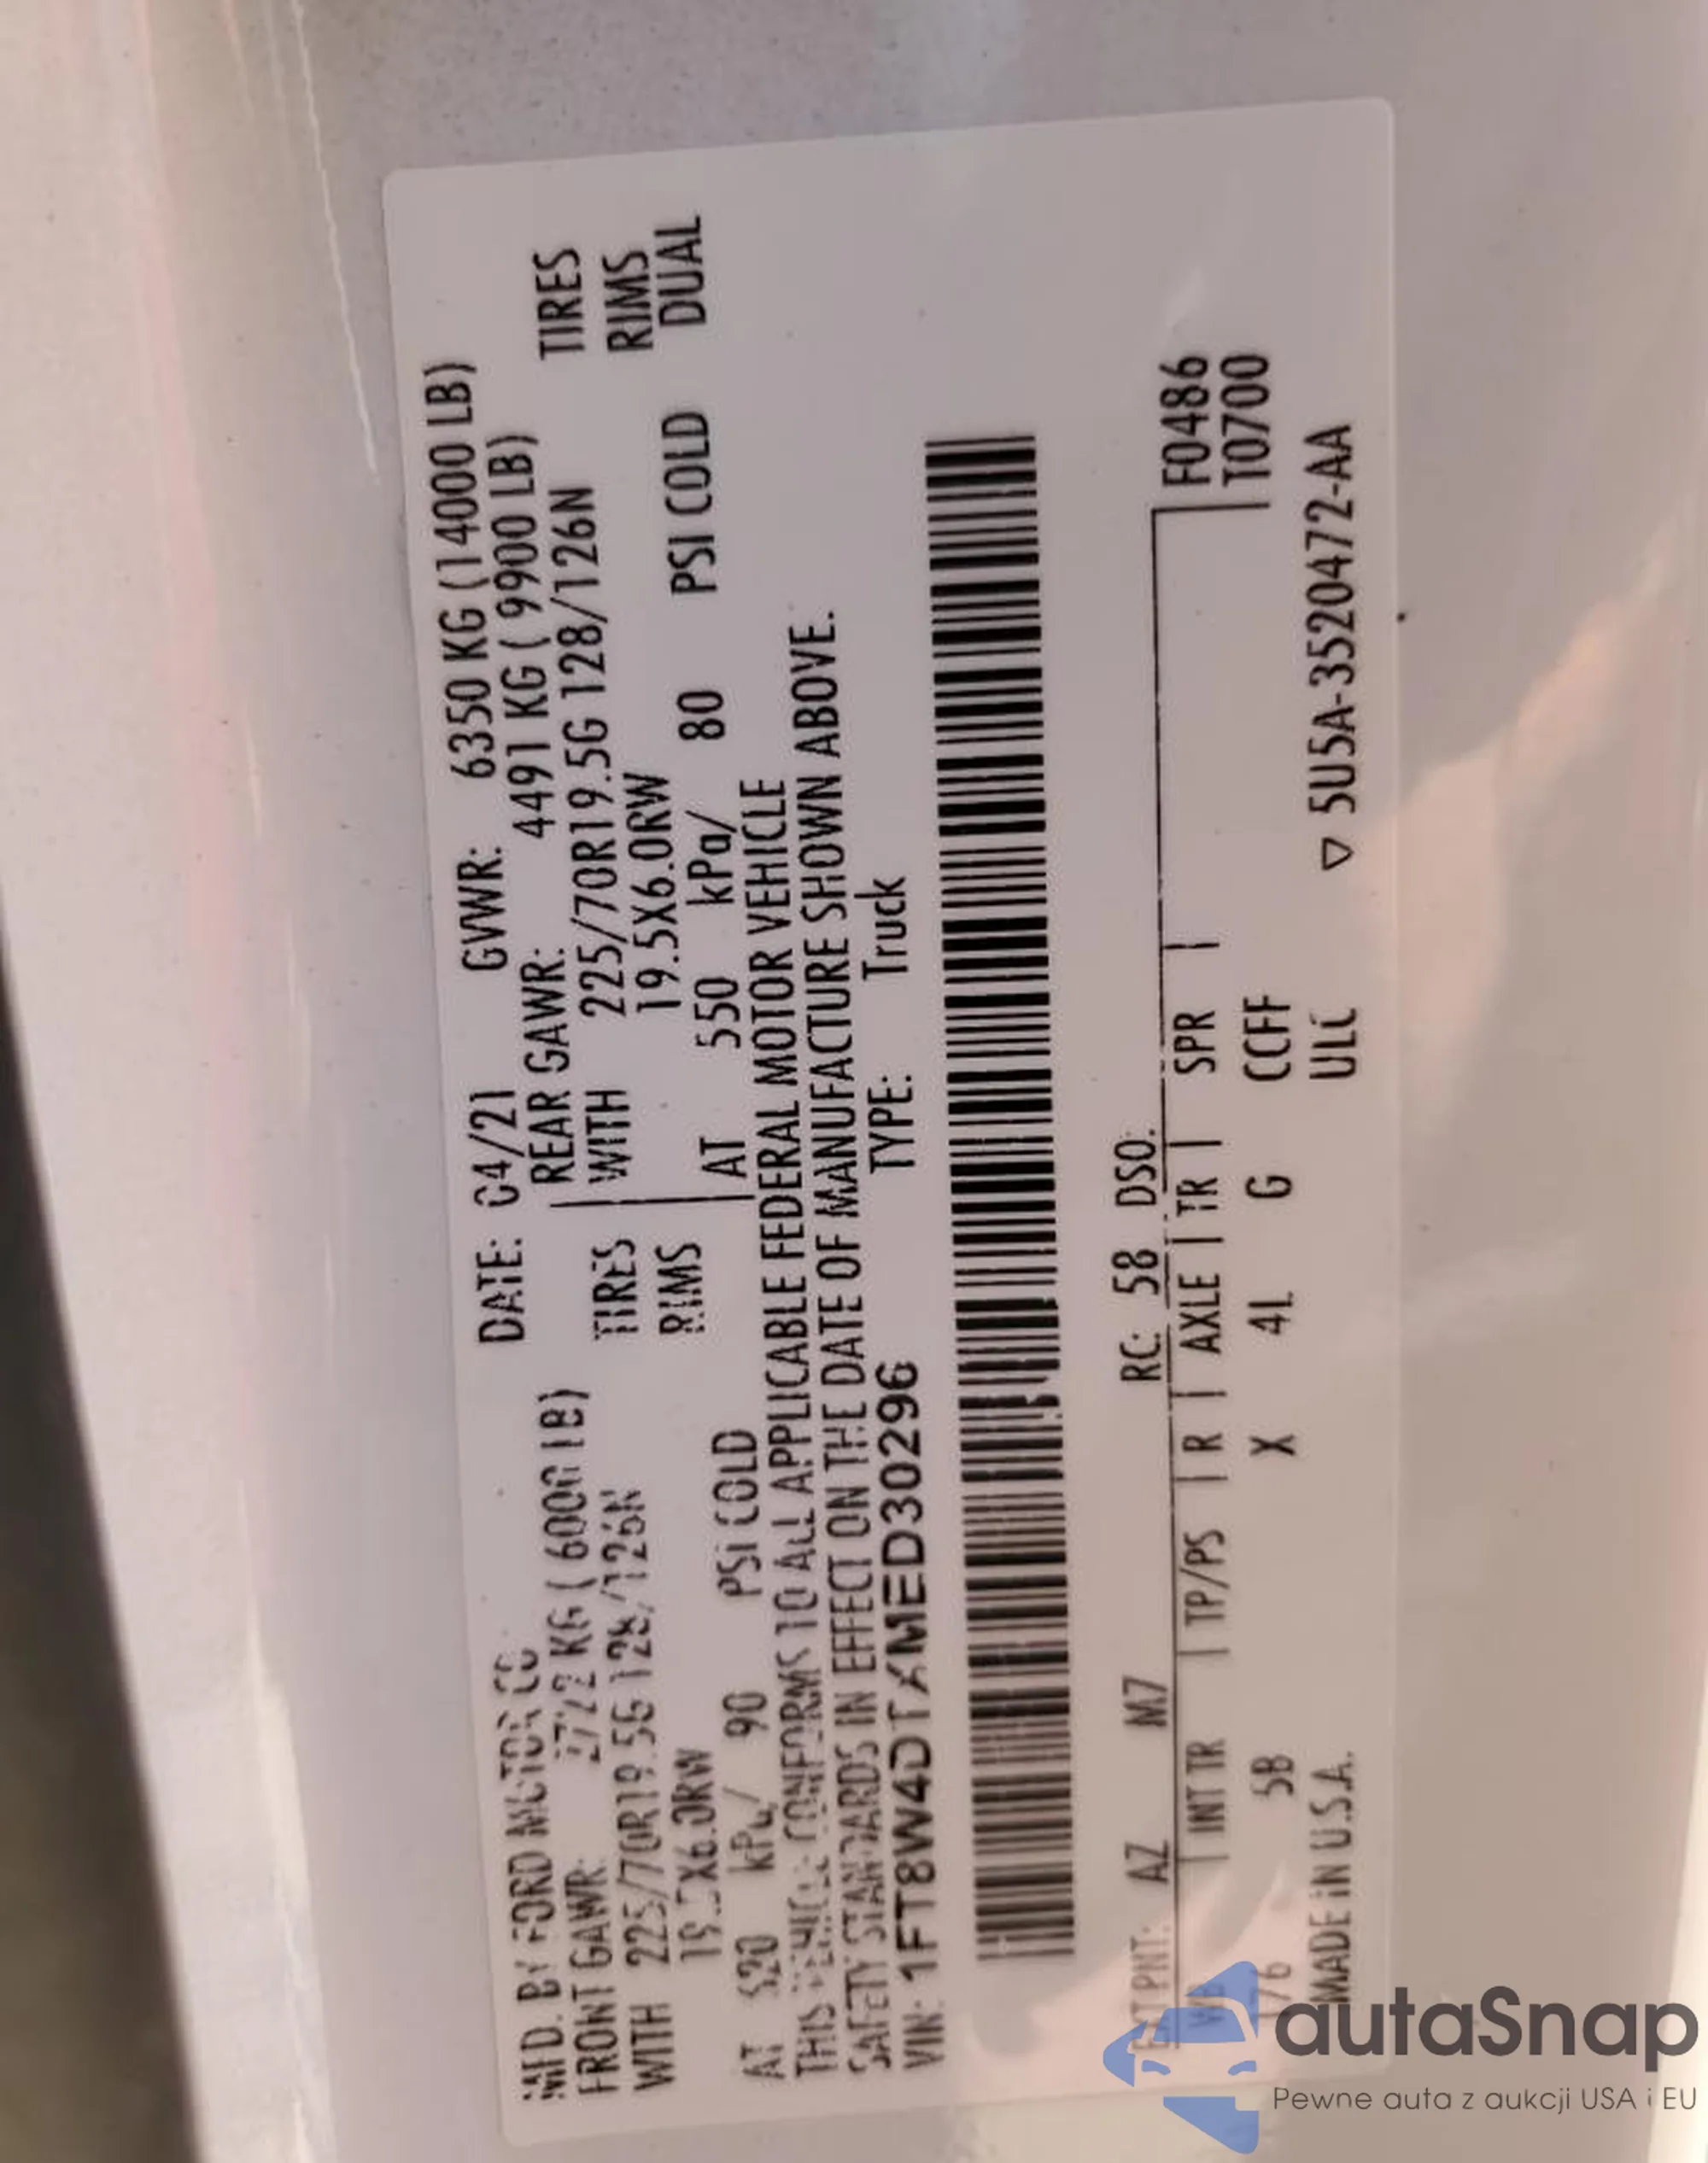 MFD. BY FORD MOTOR CO
DATE: 04/21 GVWR: 6350 KG (14000 LB)
FRONT GAWR: 2722 KG ( 6000 LB) REAR GAWR: 4491 KG ( 9900 LB)
WITH 225/70R19.5G 128/126N TIRES WITH 225/70R19.5G 128/126N TIRES
19.5X6.0RW RIMS 19.5X6.0RW RIMS
AT 620 kPa/ 90 PSI COLD AT 550 kPa/ 80 PSI COLD DUAL
THIS VEHICLE CONFORMS TO ALL APPLICABLE FEDERAL MOTOR VEHICLE
SAFETY STANDARDS IN EFFECT ON THE DATE OF MANUFACTURE SHOWN ABOVE.
VIN: 1FT8W4DTXMED30296 TYPE: Truck
EXT PNT: AZ M7 RC: 58 DSO:
WB INT TR TP/PS R AXLE TR SPR F0486
176 5B X 4L G CCFF T0700
MADE IN U.S.A. ▽ 5U5A-3520472-AA
autaSnap
Pewne auta z aukcji USA i EU